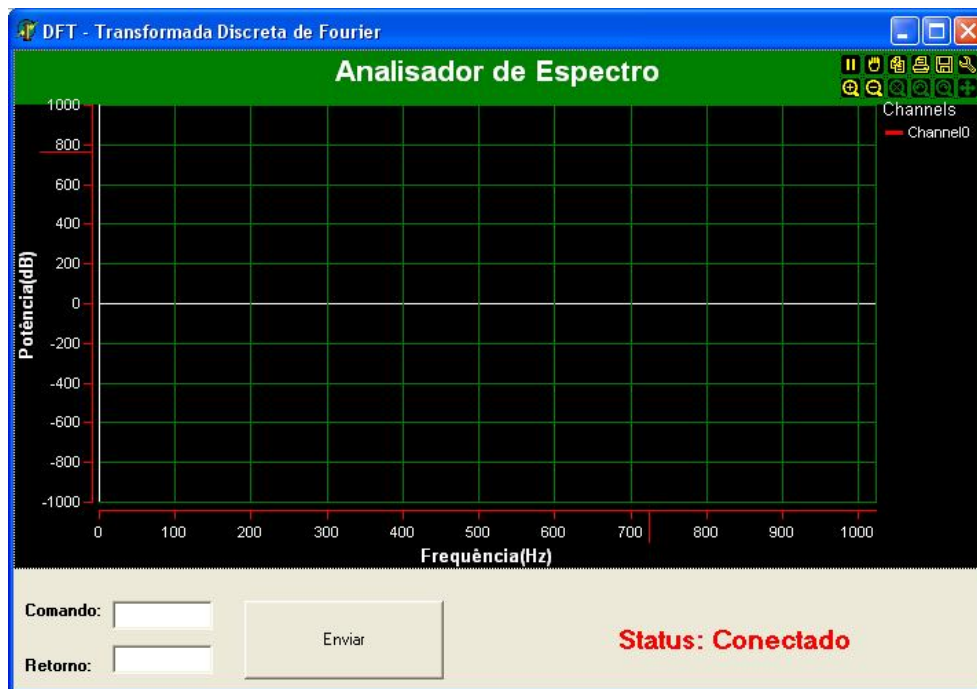 DFT - Transformada Discreta de Fourier
Analisador de Espectro
Channels
Channel0
Potência(dB)
1000
800
600
400
200
0
-200
-400
-600
-800
-1000
0 100 200 300 400 500 600 700 800 900 1000
Frequência(Hz)
Comando:
Enviar
Status: Conectado
Retorno: